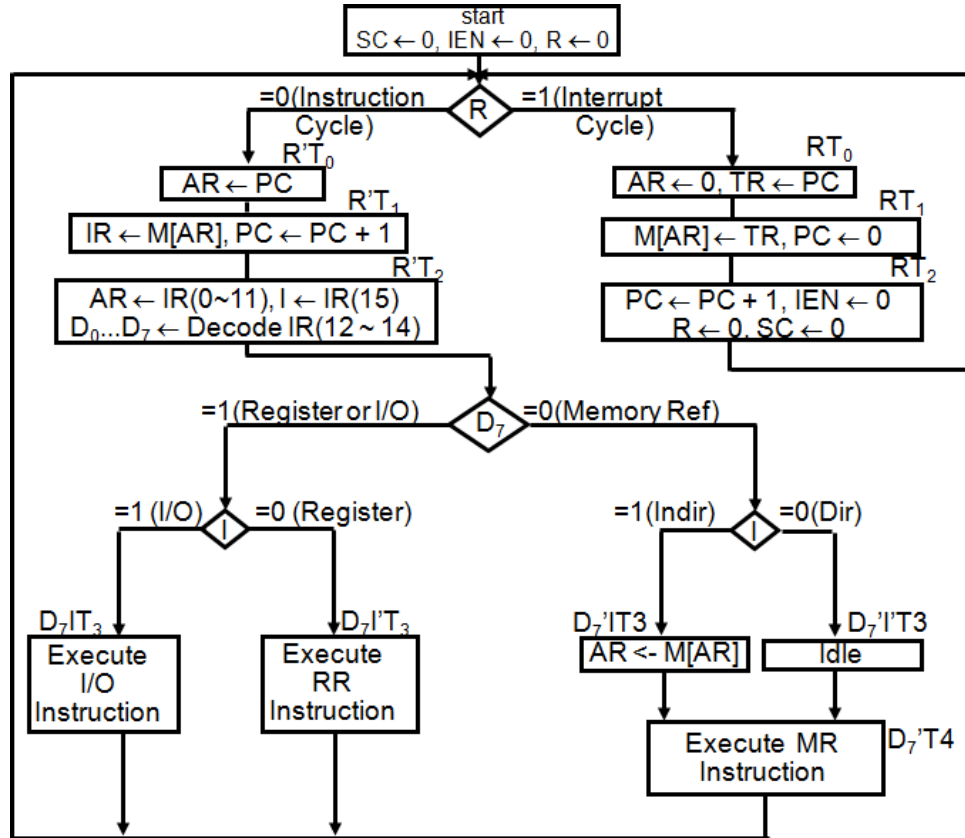 start
SC ← 0, IEN ← 0, R ← 0
R
=0(Instruction
Cycle)
=1(Interrupt
Cycle)
R'T₀
AR ← PC
R'T₁
IR ← M[AR], PC ← PC + 1
R'T₂
AR ← IR(0~11), I ← IR(15)
D₀...D₇ ← Decode IR(12 ~ 14)
RT₀
AR ← 0, TR ← PC
RT₁
M[AR] ← TR, PC ← 0
RT₂
PC ← PC + 1, IEN ← 0
R ← 0, SC ← 0
D₇
=1(Register or I/O)
=0(Memory Ref)
I
=1 (I/O)
=0 (Register)
I
=1(Indir)
=0(Dir)
D₇IT₃
Execute
I/O
Instruction
D₇I'T₃
Execute
RR
Instruction
D₇'IT3
AR <- M[AR]
D₇'I'T3
Idle
Execute MR
Instruction
D₇'T4